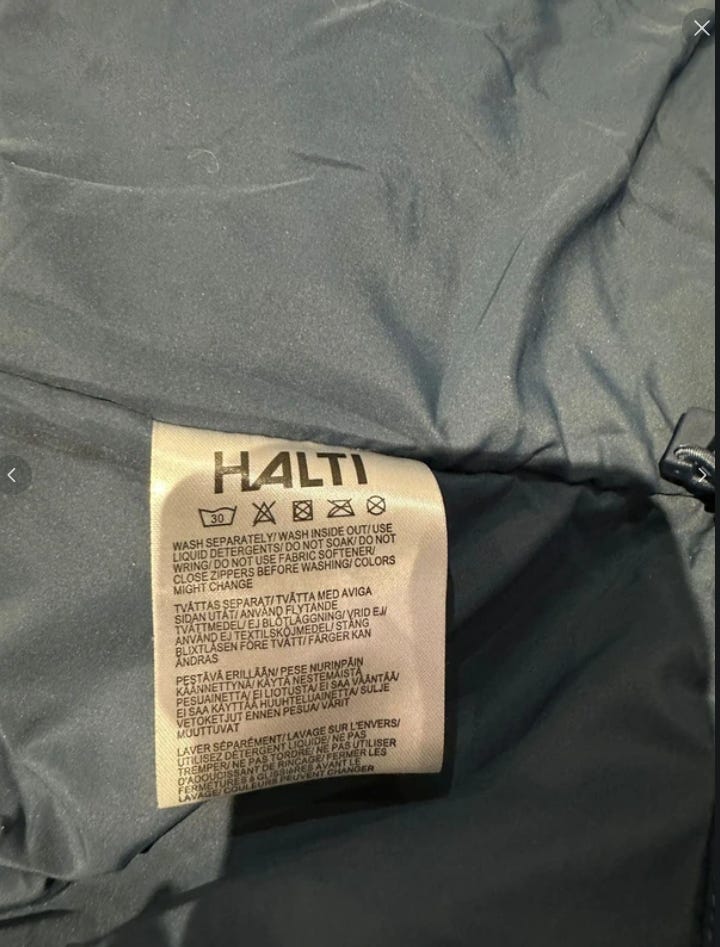 HALTI
30
WASH SEPARATELY/ WASH INSIDE OUT/ USE
LIQUID DETERGENTS/ DO NOT SOAK/ DO NOT
WRING/ DO NOT USE FABRIC SOFTENER/
CLOSE ZIPPERS BEFORE WASHING/ COLORS
MIGHT CHANGE
TVÄTTAS SEPARAT/ TVÄTTA MED AVIGA
SIDAN UTÅT/ ANVÄND FLYTANDE
TVÄTTMEDEL/ EJ BLÖTLÄGGNING/ VRID EJ/
ANVÄND EJ TEXTILSKÖJMEDEL/ STÄNG
BLIXTLÅSEN FÖRE TVÄTT/ FÄRGER KAN
ÄNDRAS
PESTÄVÄ ERILLÄÄN/ PESE NURINPÄIN
KÄÄNNETTYNÄ/ KÄYTÄ NESTEMÄISTÄ
PESUAINETTA/ EI LIOTUSTA/ EI SAA VÄÄNTÄÄ/
EI SAA KÄYTTÄÄ HUUHTELUAINETTA/ SULJE
VETOKETJUT ENNEN PESUA/ VÄRIT
MUUTTUVAT
LAVER SÉPARÉMENT/ LAVAGE SUR L'ENVERS/
UTILISEZ DÉTERGENT LIQUIDE/ NE PAS
TREMPER/ NE PAS TORDRE/ NE PAS UTILISER
D'ADOUCISSANT DE RINÇAGE/ FERMER LES
FERMETURES À GLISSIÈRES AVANT LE
LAVAGE/ COULEURS PEUVENT CHANGER